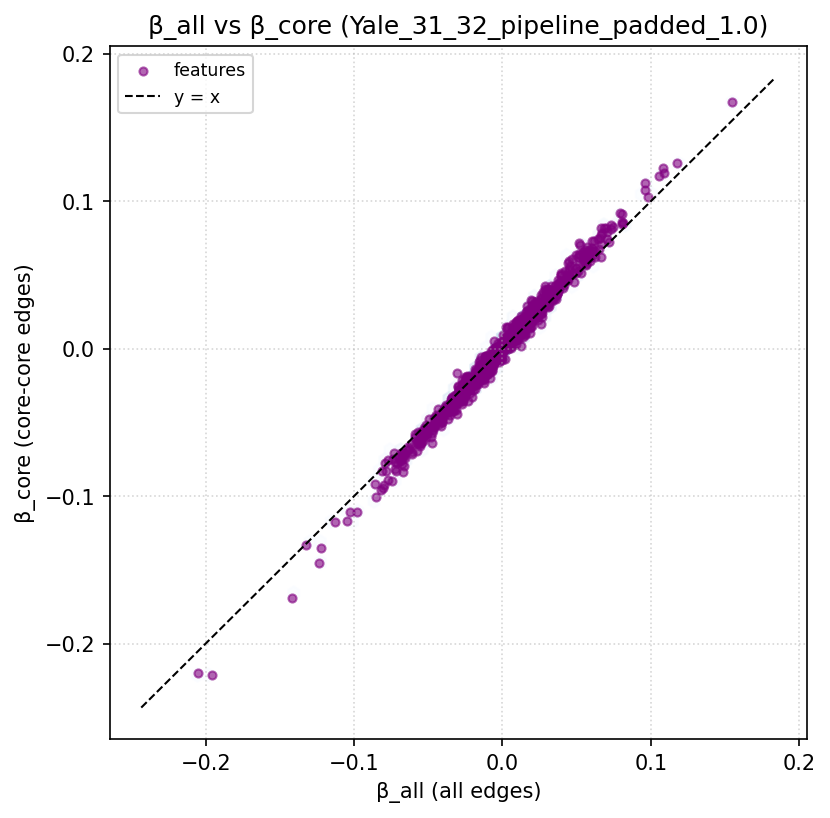 β_all vs β_core (Yale_31_32_pipeline_padded_1.0)
features
y = x
β_core (core-core edges)
0.2
0.1
0.0
−0.1
−0.2
−0.2
−0.1
0.0
0.1
0.2
β_all (all edges)